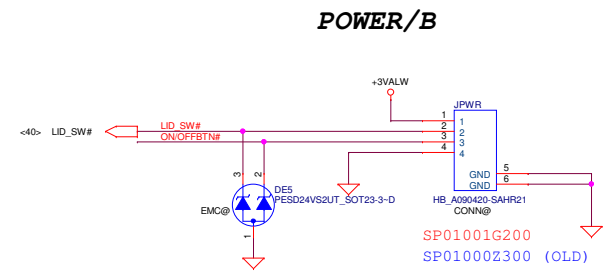 POWER/B
+3VALW
JPWR
<40> LID_SW#
LID_SW#
ON/OFFBTN#
1 1
2 2
3 3
4 4
GND 5
GND 6
3 2
DE5
PESD24VS2UT_SOT23-3~D
EMC@
1
HB_A090420-SAHR21
CONN@
SP01001G200
SP01000Z300 (OLD)